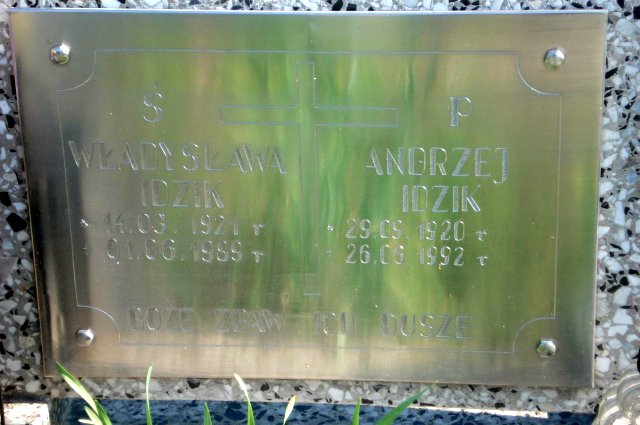 Ś P
WŁADYSŁAWA
IDZIK
* 14.03.1921 r
+ 01.06.1989 r
ANDRZEJ
IDZIK
* 29.09.1920 r
+ 26.06.1992 r
BOŻE ZBAW ICH DUSZE